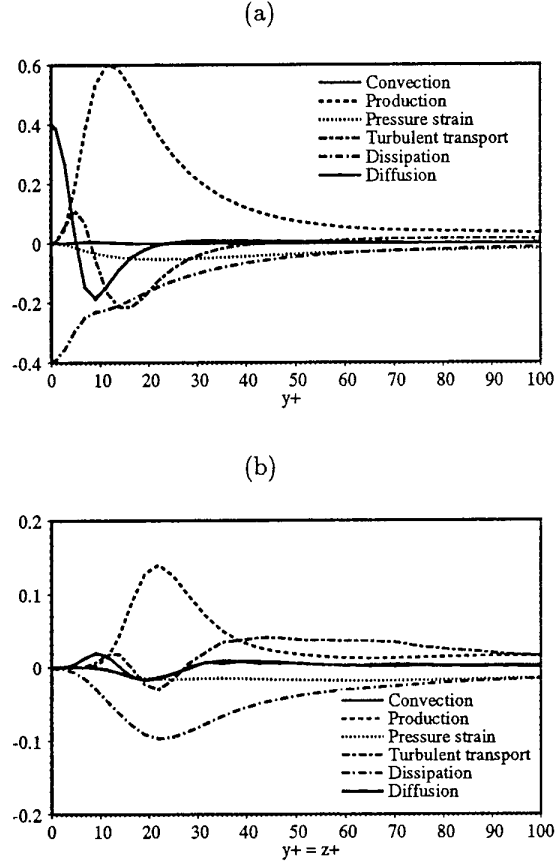 (a)
0.6
0.4
0.2
0
-0.2
-0.4
Convection
Production
Pressure strain
Turbulent transport
Dissipation
Diffusion
0 10 20 30 40 50 60 70 80 90 100
y+
(b)
0.2
0.1
0
-0.1
-0.2
Convection
Production
Pressure strain
Turbulent transport
Dissipation
Diffusion
0 10 20 30 40 50 60 70 80 90 100
y+ = z+